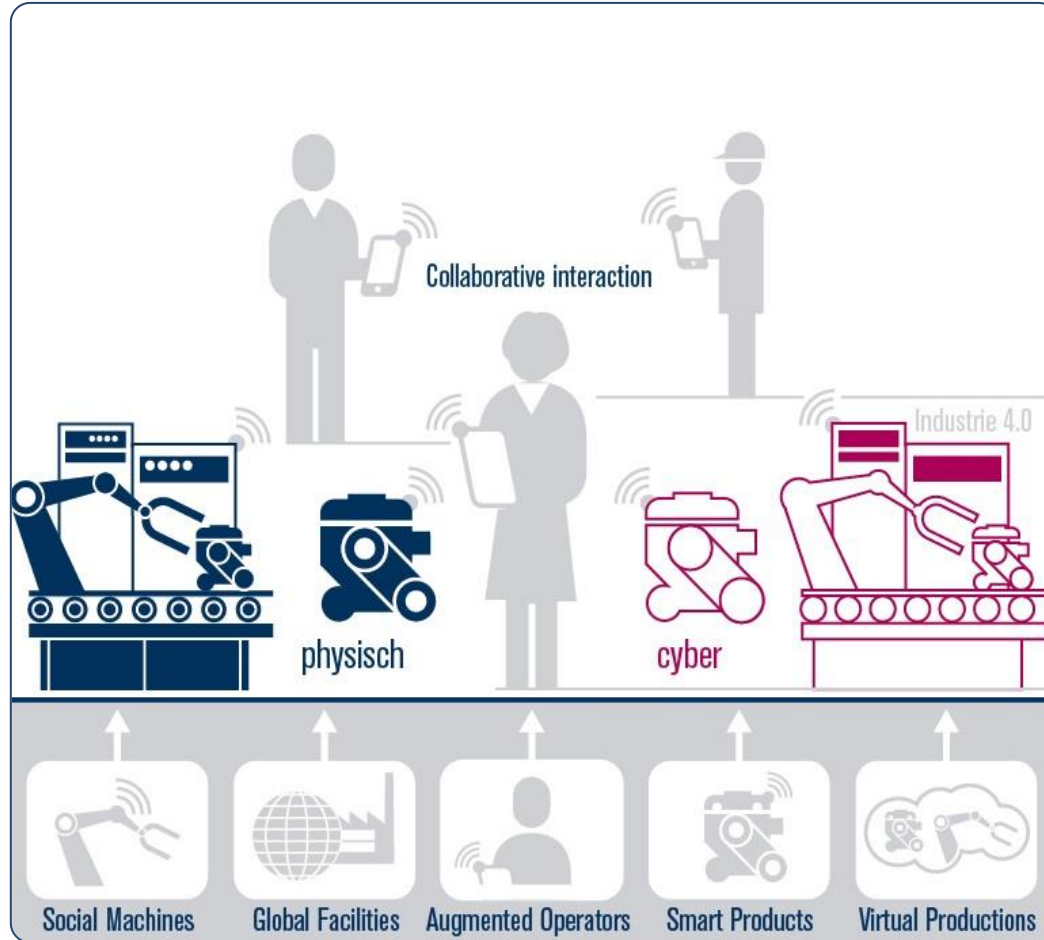 Collaborative interaction
Industrie 4.0
physisch
cyber
Social Machines
Global Facilities
Augmented Operators
Smart Products
Virtual Productions